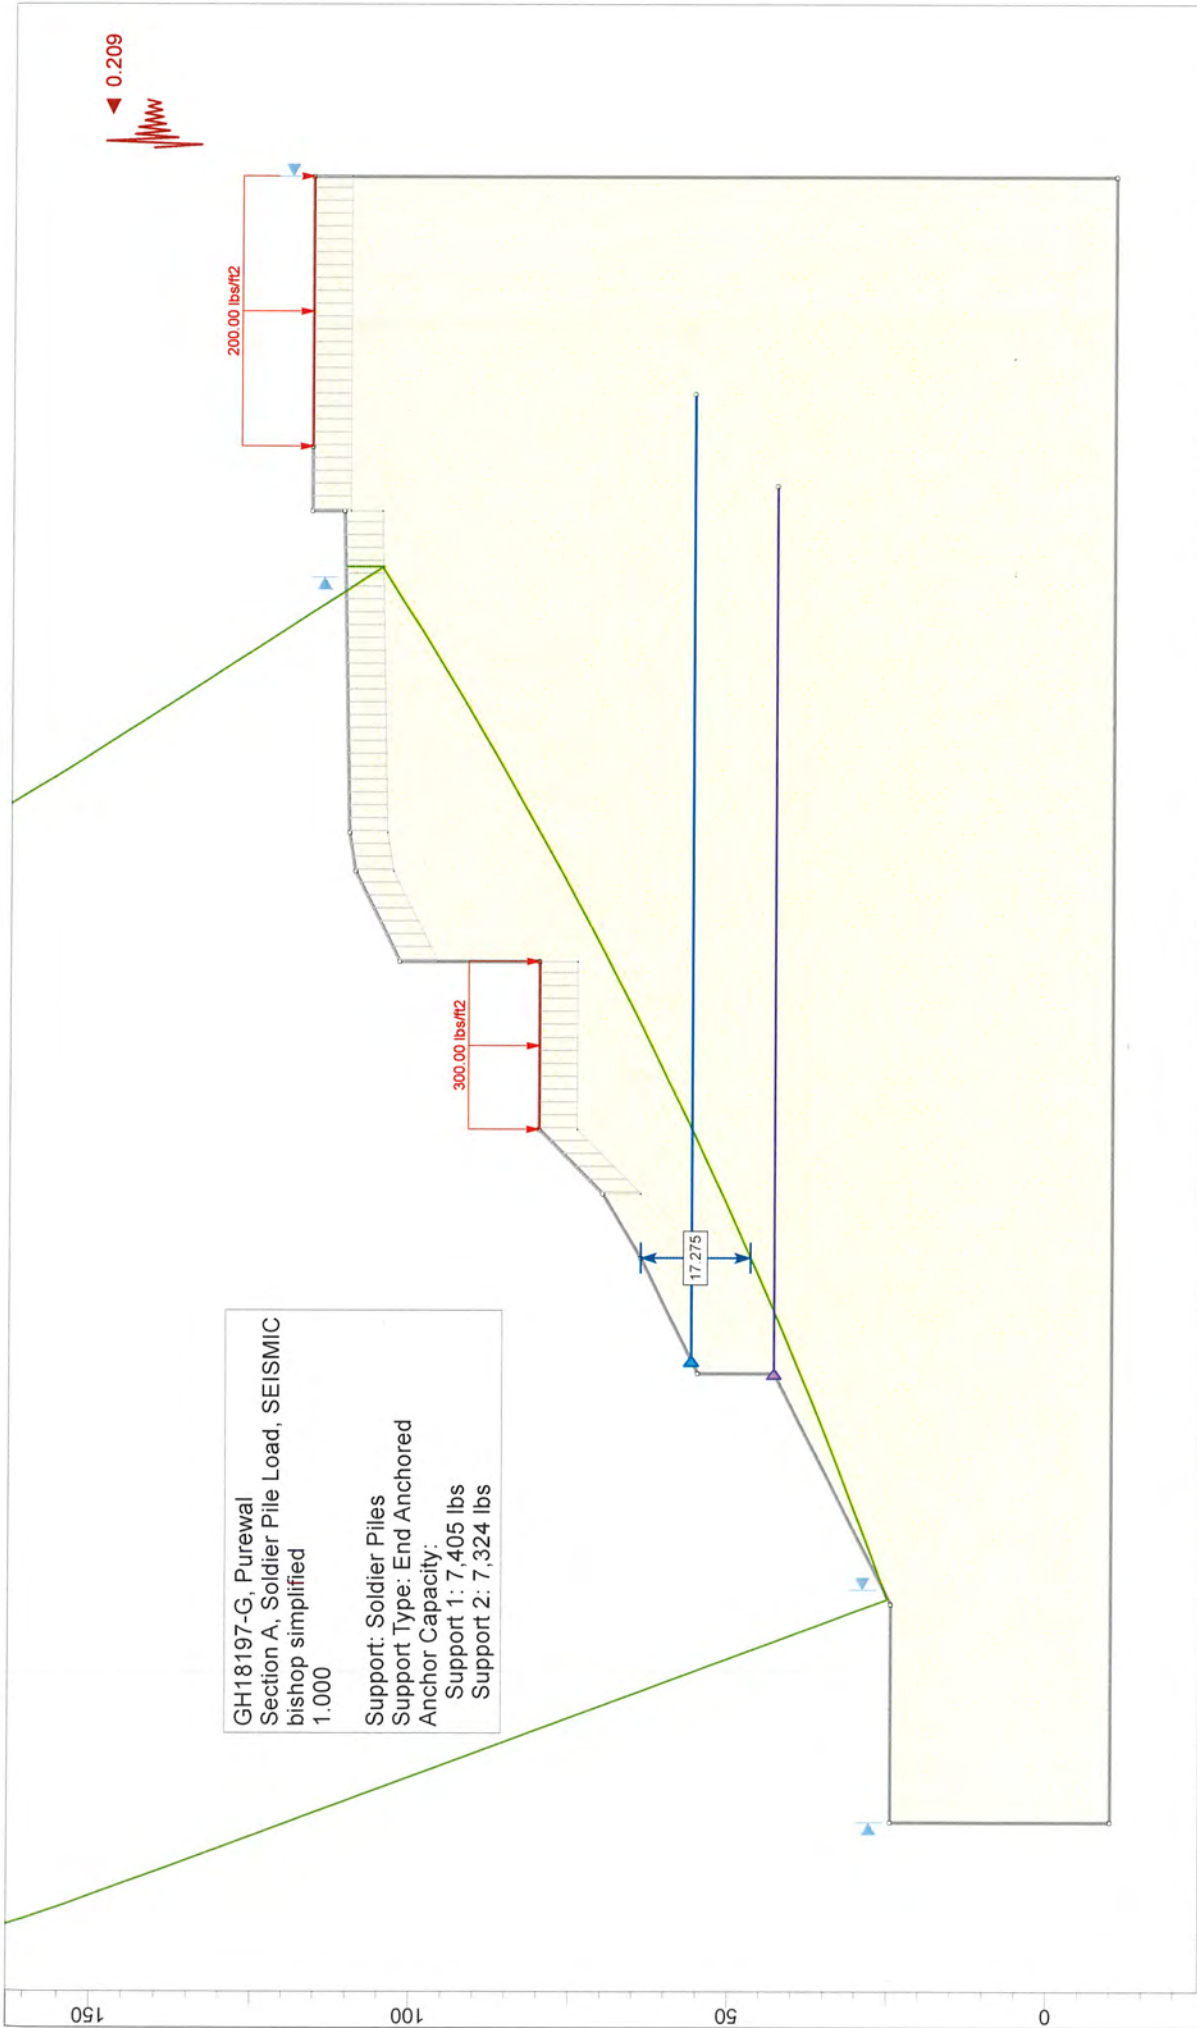 0.209
200.00 lbs/ft2
300.00 lbs/ft2
17.275
GH18197-G, Purewal
Section A, Soldier Pile Load, SEISMIC
bishop simplified
1.000
Support: Soldier Piles
Support Type: End Anchored
Anchor Capacity:
Support 1: 7,405 lbs
Support 2: 7,324 lbs
150
100
50
0